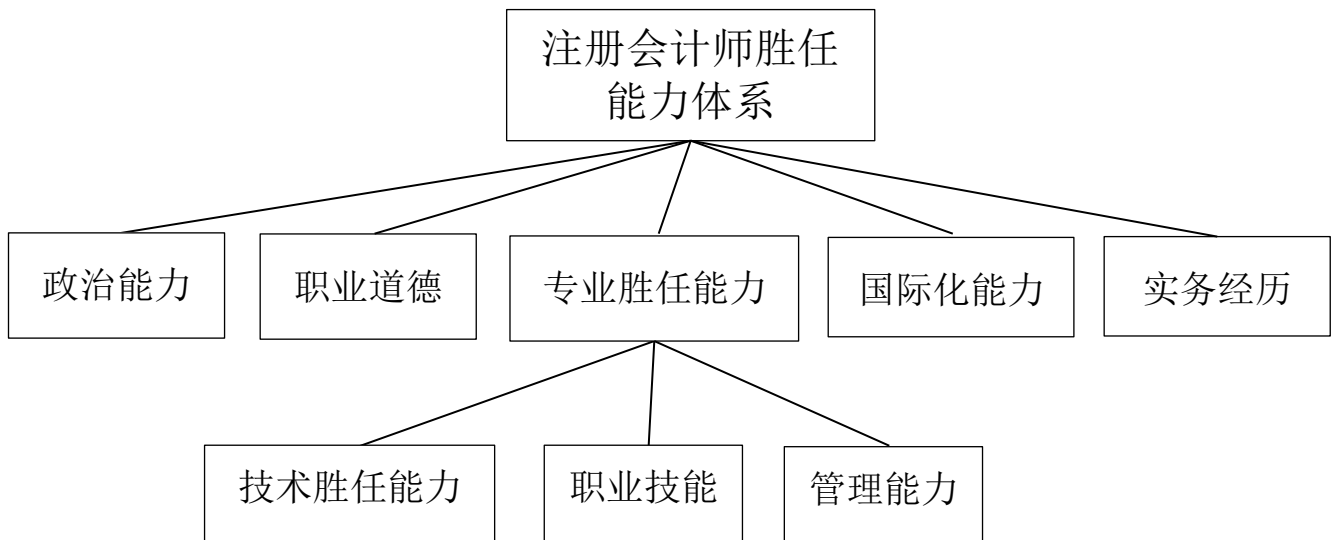 注册会计师胜任
能力体系
政治能力
职业道德
专业胜任能力
国际化能力
实务经历
技术胜任能力
职业技能
管理能力